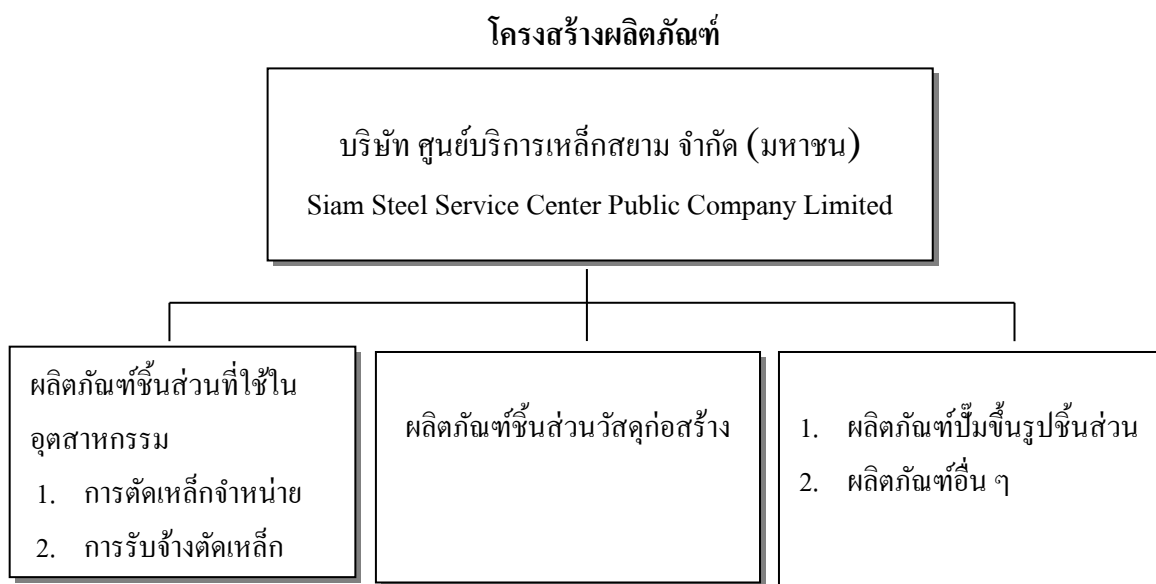 โครงสร้างผลิตภัณฑ์
บริษัท ศูนย์บริการเหล็กสยาม จำกัด (มหาชน)
Siam Steel Service Center Public Company Limited
ผลิตภัณฑ์ชิ้นส่วนที่ใช้ใน
อุตสาหกรรม
1. การตัดเหล็กจำหน่าย
2. การรับจ้างตัดเหล็ก
ผลิตภัณฑ์ชิ้นส่วนวัสดุก่อสร้าง
1. ผลิตภัณฑ์ปั๊มขึ้นรูปชิ้นส่วน
2. ผลิตภัณฑ์อื่น ๆ